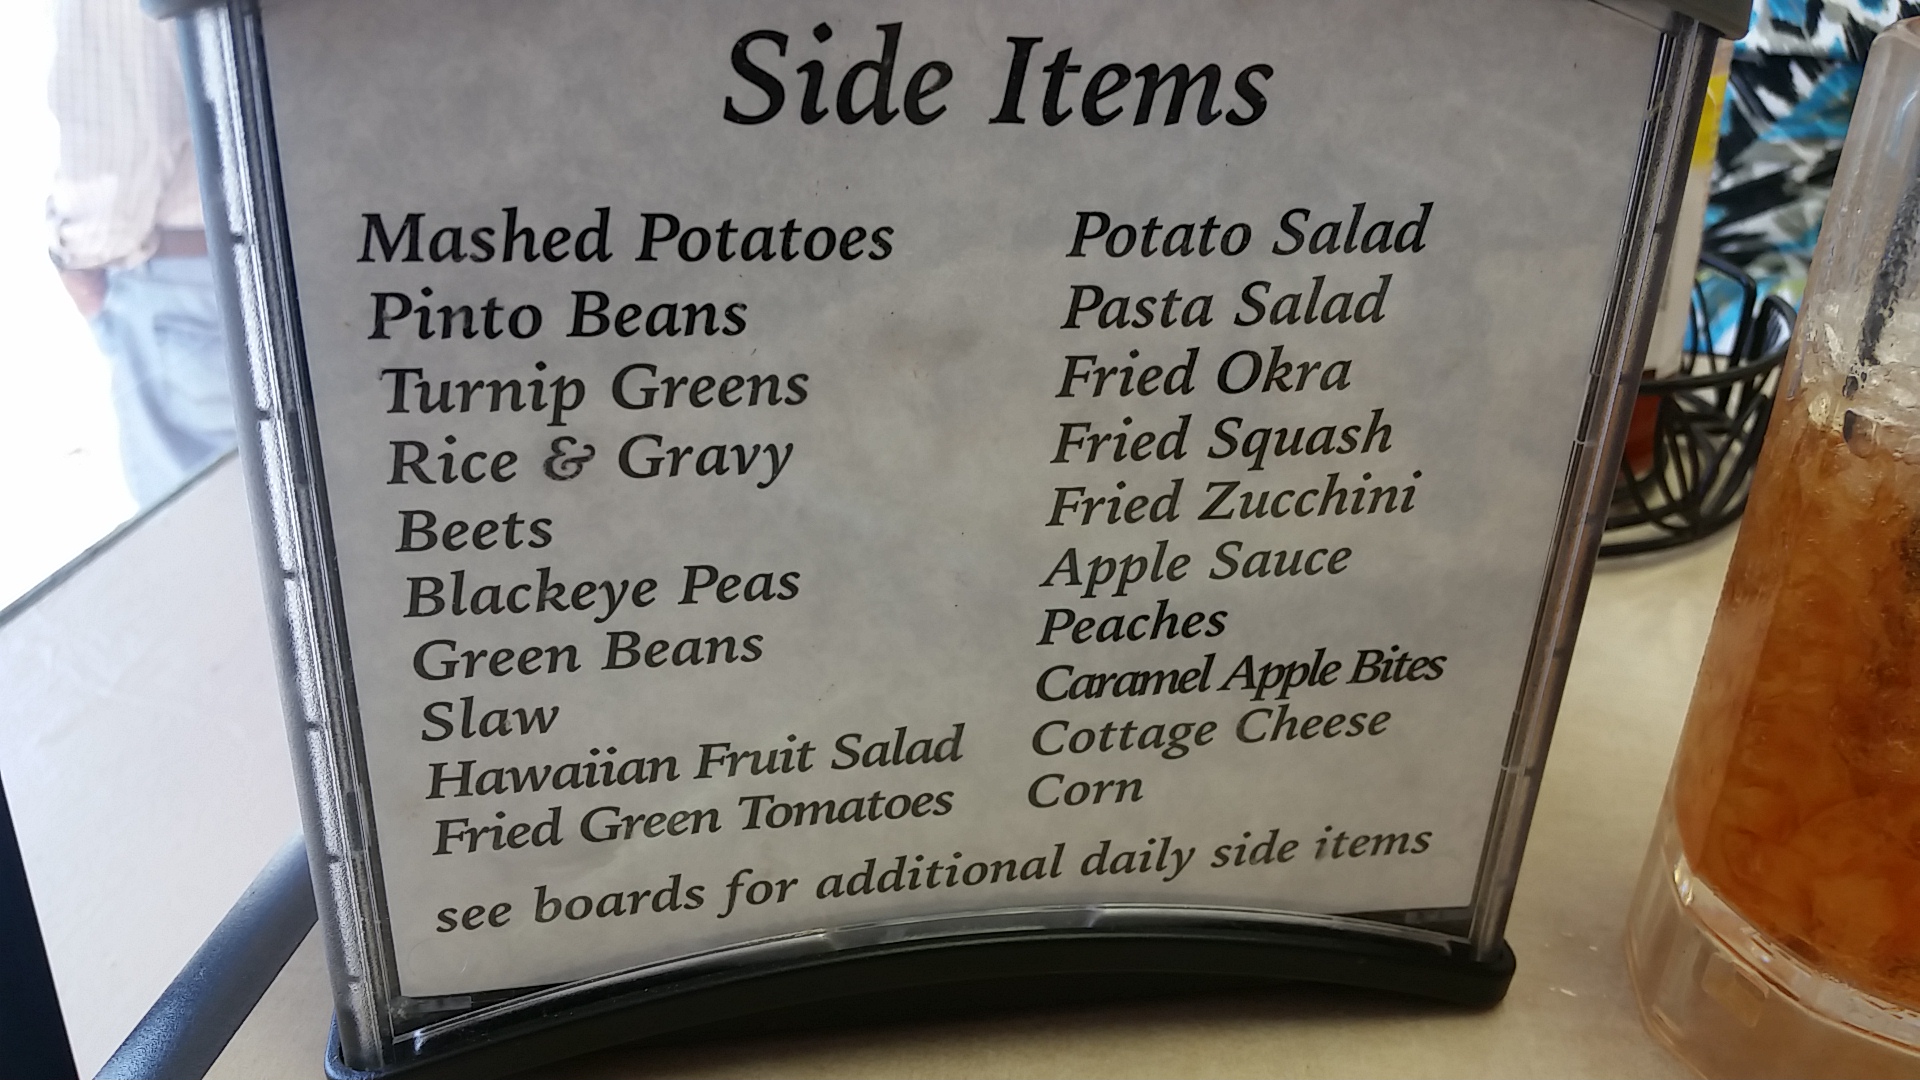 Side Items
Mashed Potatoes
Pinto Beans
Turnip Greens
Rice & Gravy
Beets
Blackeye Peas
Green Beans
Slaw
Hawaiian Fruit Salad
Fried Green Tomatoes
Potato Salad
Pasta Salad
Fried Okra
Fried Squash
Fried Zucchini
Apple Sauce
Peaches
Caramel Apple Bites
Cottage Cheese
Corn
see boards for additional daily side items